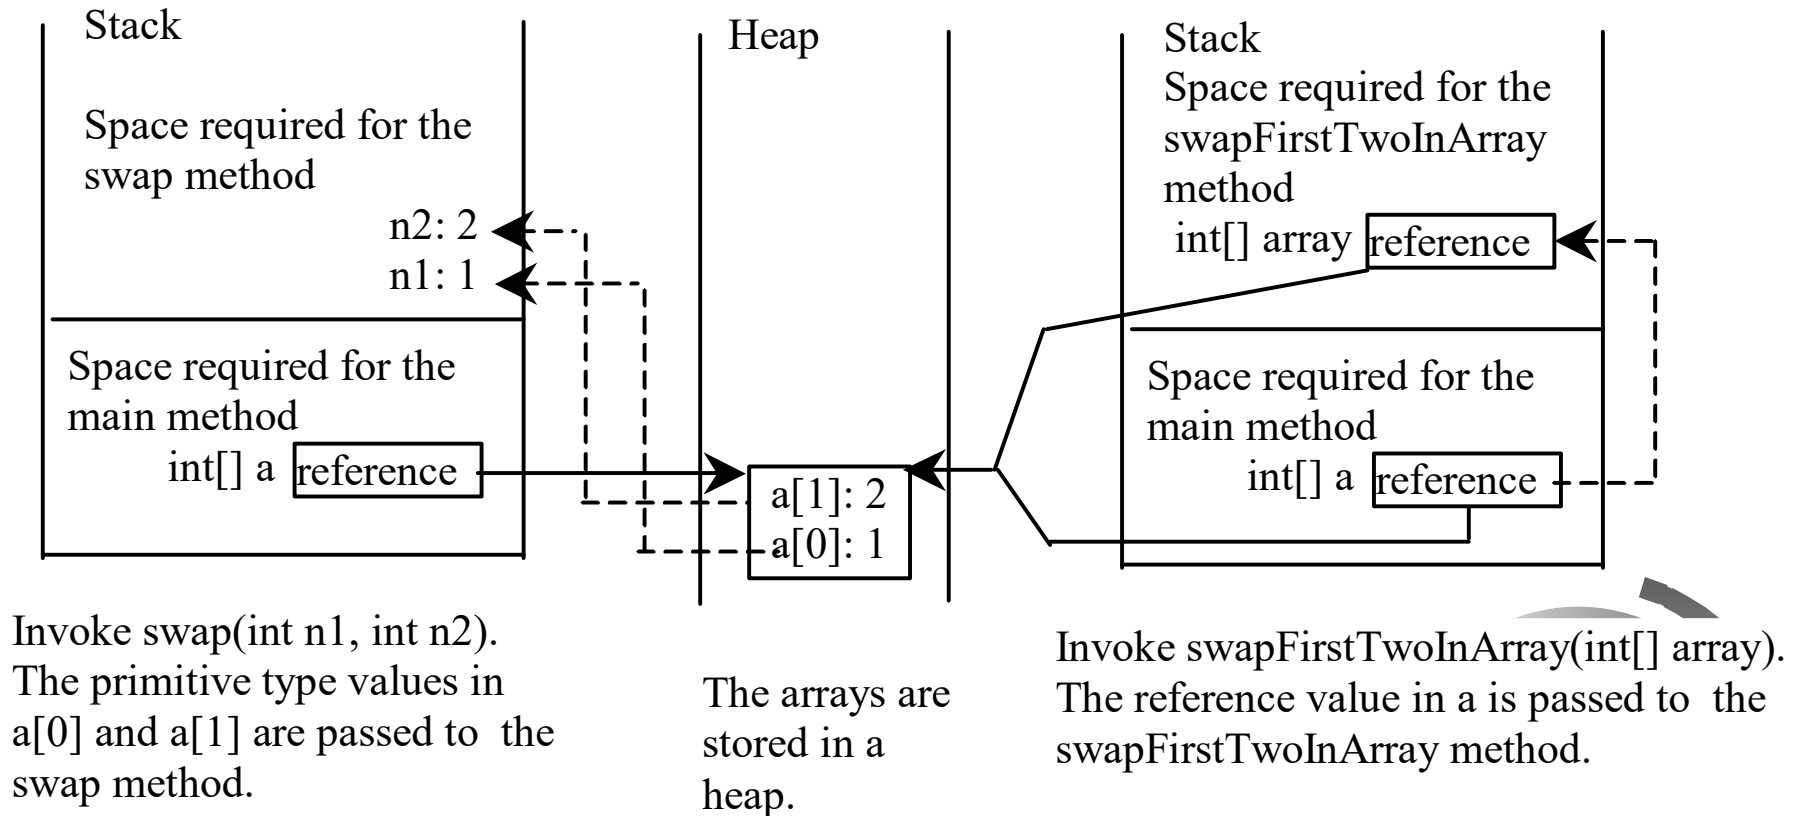 Stack
Space required for the
swap method
n2: 2
n1: 1
Space required for the
main method
int[] a reference
Invoke swap(int n1, int n2).
The primitive type values in
a[0] and a[1] are passed to  the
swap method.
Heap
a[1]: 2
a[0]: 1
The arrays are
stored in a
heap.
Stack
Space required for the
swapFirstTwoInArray
method
int[] array reference
Space required for the
main method
int[] a reference
Invoke swapFirstTwoInArray(int[] array).
The reference value in a is passed to  the
swapFirstTwoInArray method.